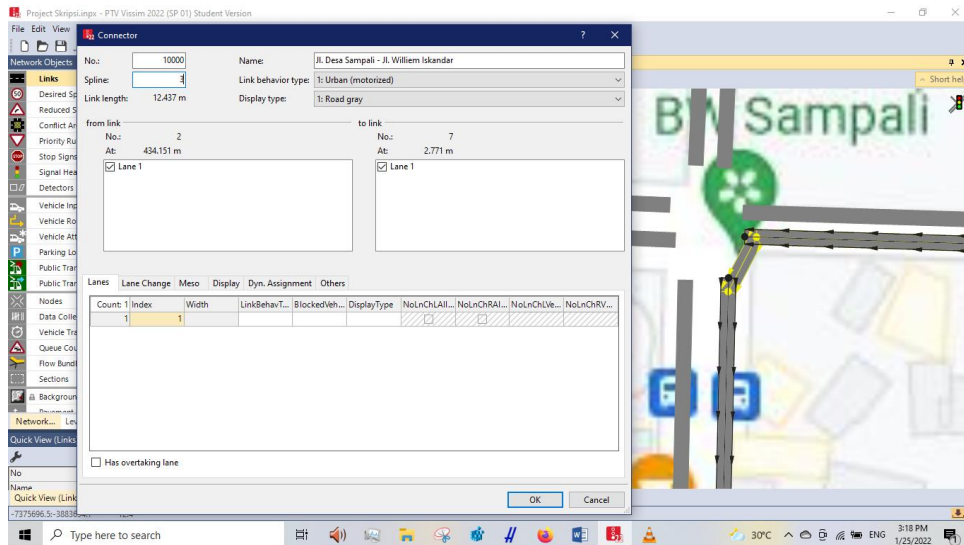 Project Skripsi.inpx - PTV Vissim 2022 (SP 01) Student Version
File Edit View
Connector
? ×
Network Objects
Links
Desired Sp
Reduced S
Conflict Ar
Priority Ru
Stop Signs
Signal Hea
Detectors
Vehicle Inp
Vehicle Ro
Vehicle Att
Parking Lo
Public Trar
Public Trar
Nodes
Data Colle
Vehicle Tra
Queue Cou
Flow Bundl
Sections
Backgroun
Network... Lev
Quick View (Links
No
Name
Quick View (Link
No.: 10000 Name: Jl. Desa Sampali - Jl. Williem Iskandar
Spline: 3 Link behavior type: 1: Urban (motorized)
Link length: 12.437 m Display type: 1: Road gray
from link to link
No.: 2 No.: 7
At: 434.151 m At: 2.771 m
Lane 1 Lane 1
Lanes Lane Change Meso Display Dyn. Assignment Others
Count: 1 Index Width LinkBehavT... BlockedVeh... DisplayType NoLnChLAll... NoLnChRAl... NoLnChLVe... NoLnChRV...
1 1
Has overtaking lane
OK Cancel
Short hel
BW Sampali
Type here to search
30°C ENG 3:18 PM
1/25/2022